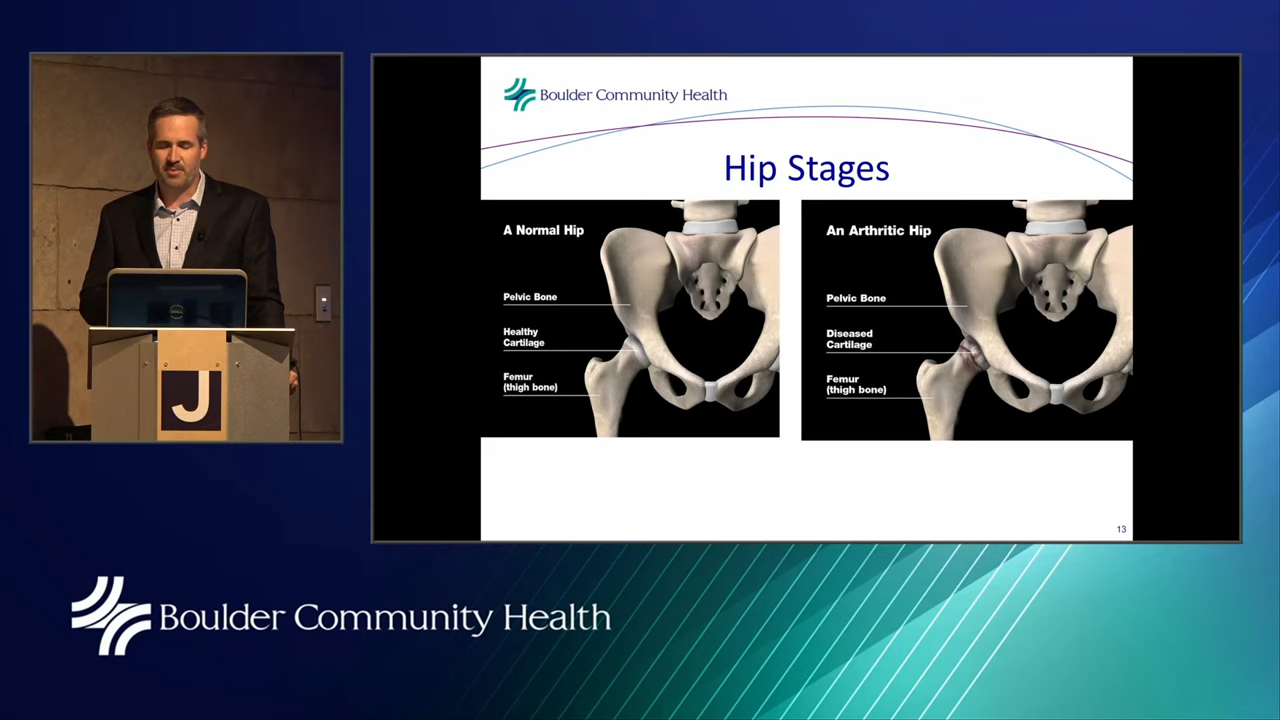 Boulder Community Health
Hip Stages
A Normal Hip
Pelvic Bone
Healthy
Cartilage
Femur
(thigh bone)
An Arthritic Hip
Pelvic Bone
Diseased
Cartilage
Femur
(thigh bone)
13
DELL
J
Boulder Community Health